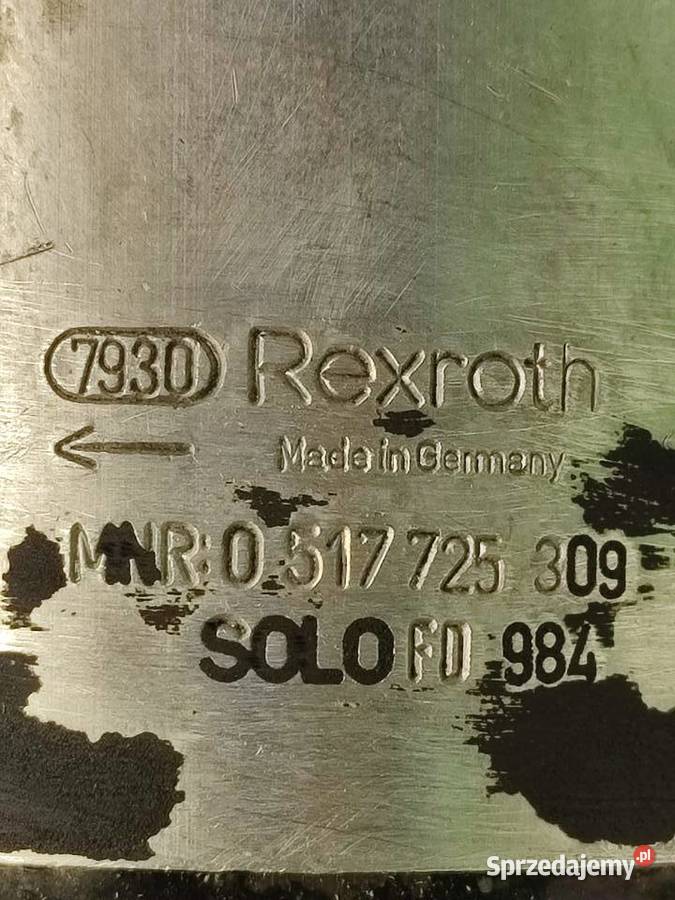 7930 Rexroth
Made in Germany
MNR: 0 517 725 309
SOLO FD 984
Sprzedajemy.pl